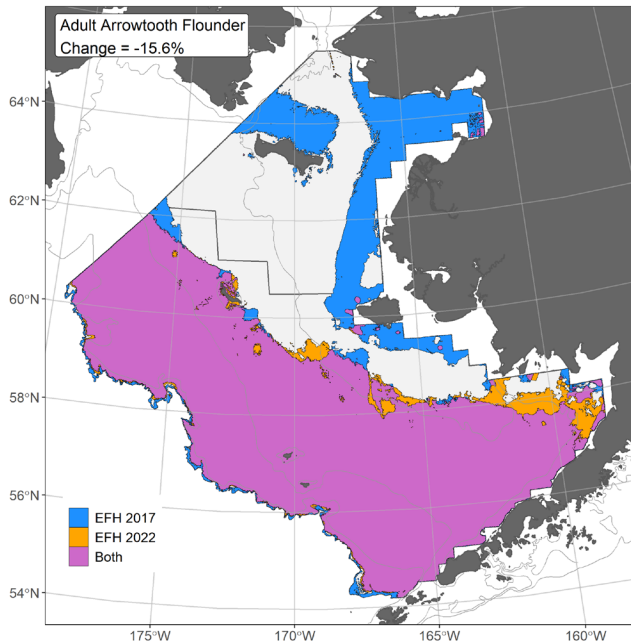 Adult Arrowtooth Flounder
Change = -15.6%
64°N
62°N
60°N
58°N
56°N
54°N
EFH 2017
EFH 2022
Both
175°W
170°W
165°W
160°W